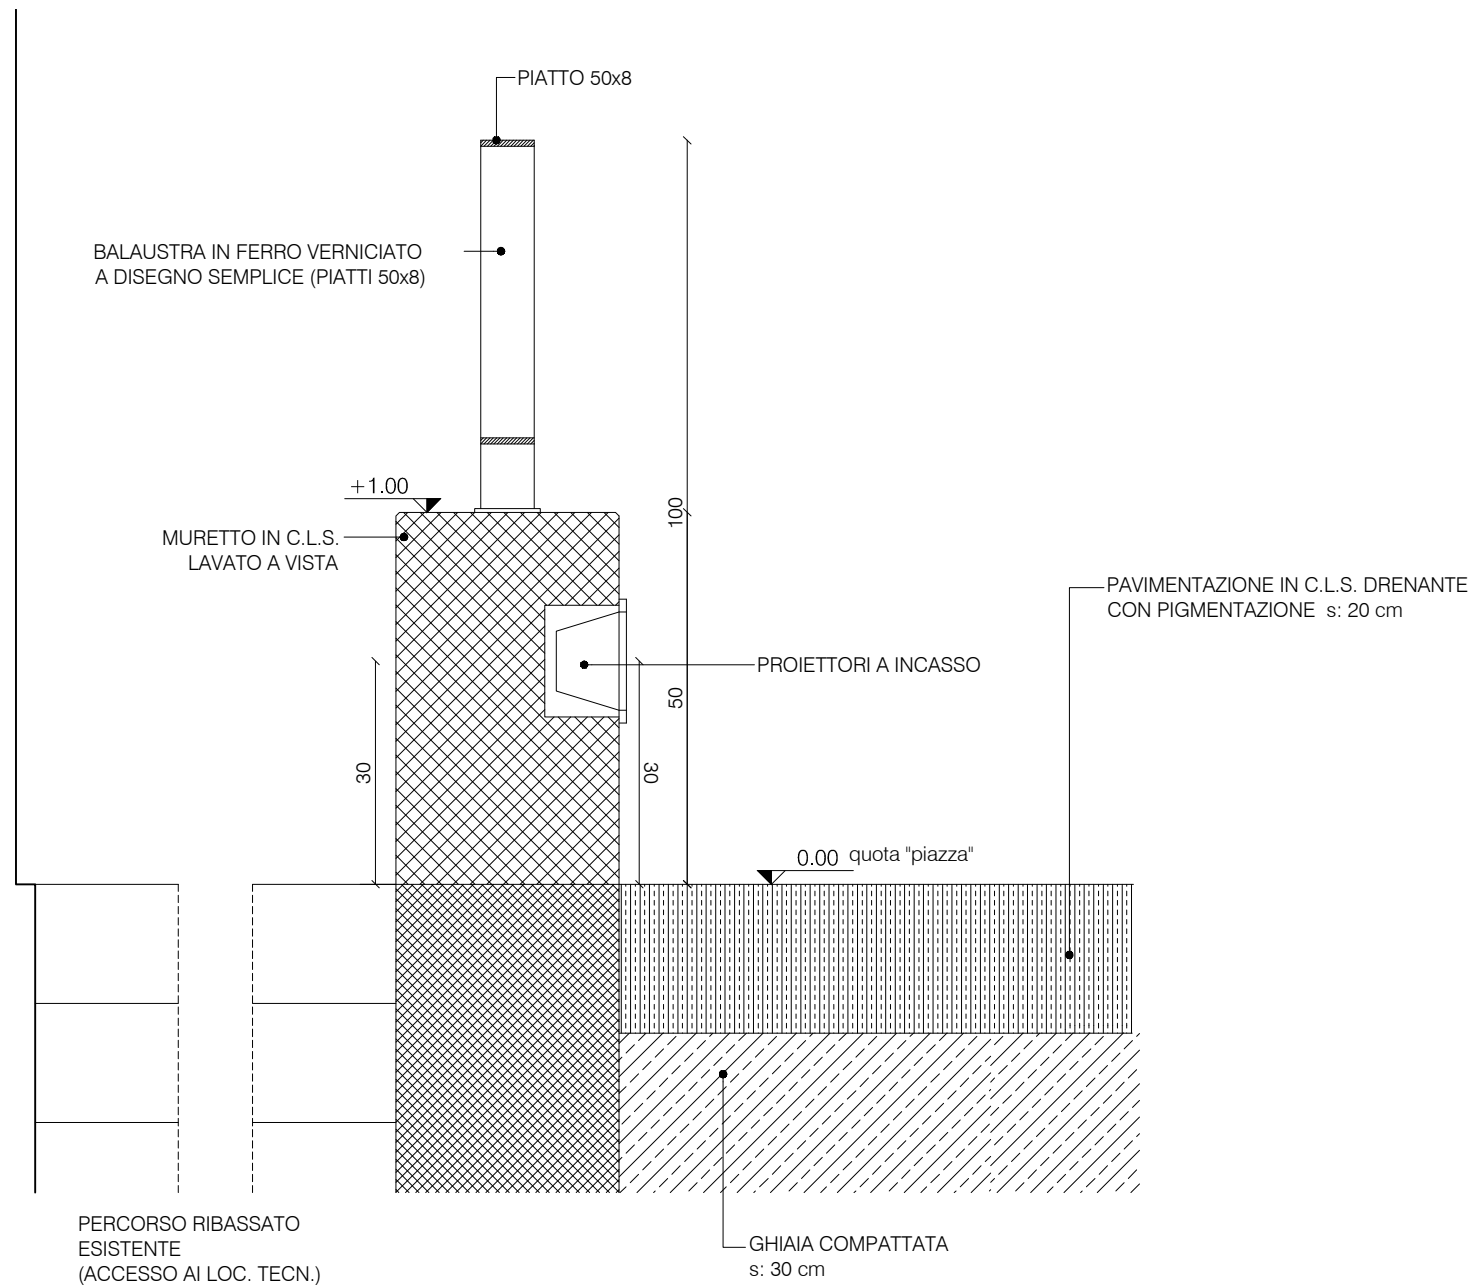 PIATTO 50x8
BALAUSTRA IN FERRO VERNICIATO
A DISEGNO SEMPLICE (PIATTI 50x8)
+1.00
100
MURETTO IN C.L.S.
LAVATO A VISTA
PAVIMENTAZIONE IN C.L.S. DRENANTE
CON PIGMENTAZIONE s: 20 cm
PROIETTORI A INCASSO
50
30
30
0.00 quota "piazza"
PERCORSO RIBASSATO
ESISTENTE
(ACCESSO AI LOC. TECN.)
GHIAIA COMPATTATA
s: 30 cm